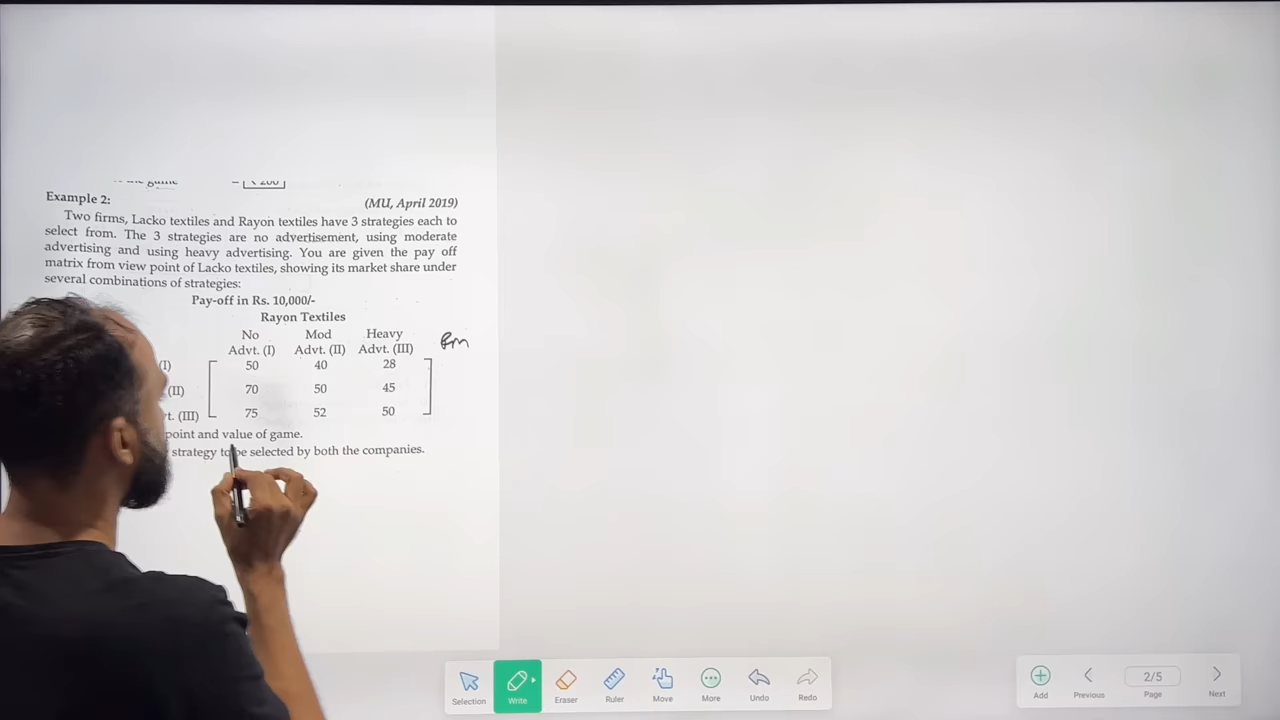 Example 2:
(MU, April 2019)
Two firms, Lacko textiles and Rayon textiles have 3 strategies each to
select from. The 3 strategies are no advertisement, using moderate
advertising and using heavy advertising. You are given the pay off
matrix from view point of Lacko textiles, showing its market share under
several combinations of strategies:
Pay-off in Rs. 10,000/-
Rayon Textiles
No Mod Heavy
Advt. (I) Advt. (II) Advt. (III)
(I) 50 40 28
(II) 70 50 45
(III) 75 52 50
point and value of game.
strategy to be selected by both the companies.
Selection Write Eraser Ruler Move More Undo Redo
Add Previous 2/5 Page Next